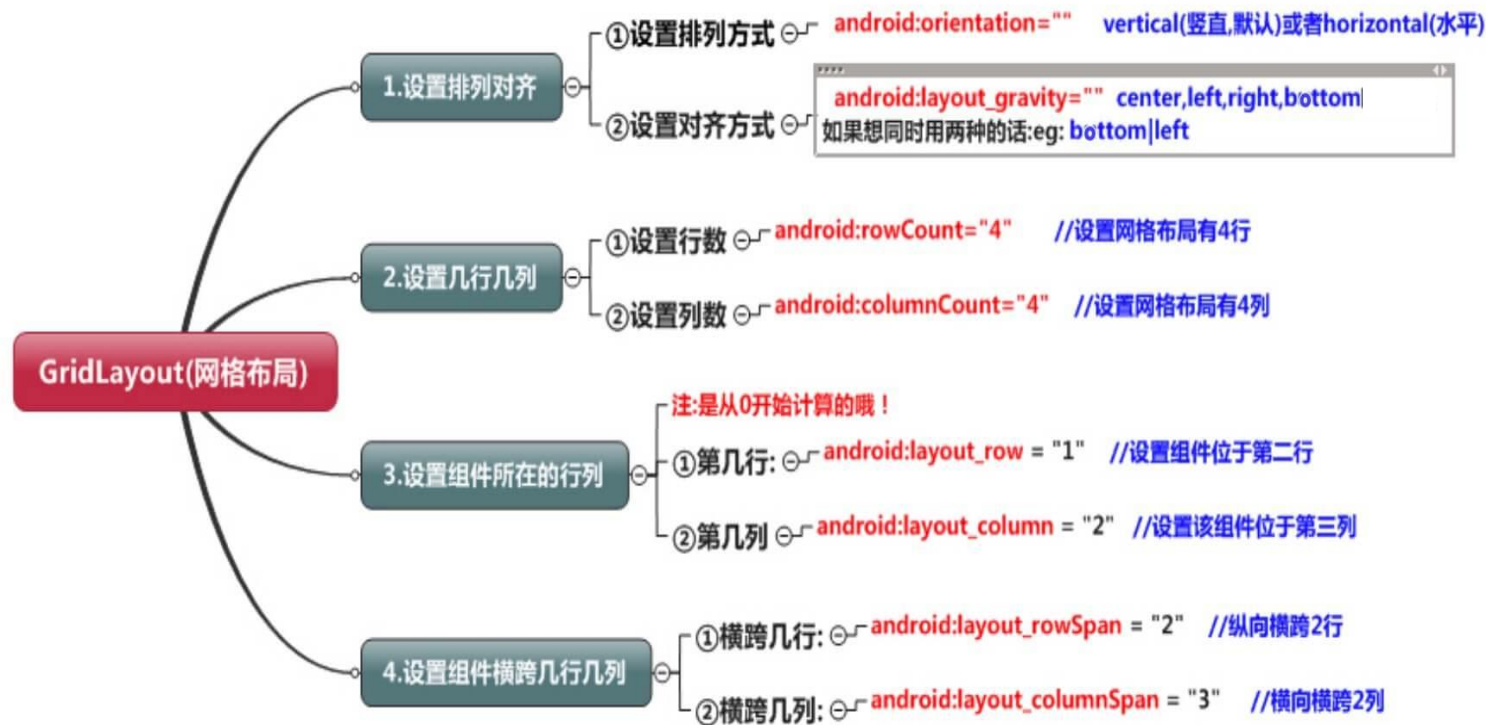 GridLayout(网格布局)
1.设置排列对齐
①设置排列方式 android:orientation="" vertical(竖直,默认)或者horizontal(水平)
②设置对齐方式 android:layout_gravity="" center,left,right,bottom
如果想同时用两种的话:eg: bottom|left
2.设置几行几列
①设置行数 android:rowCount="4" //设置网格布局有4行
②设置列数 android:columnCount="4" //设置网格布局有4列
3.设置组件所在的行列
注:是从0开始计算的哦！
①第几行: android:layout_row = "1" //设置组件位于第二行
②第几列 android:layout_column = "2" //设置该组件位于第三列
4.设置组件横跨几行几列
①横跨几行: android:layout_rowSpan = "2" //纵向横跨2行
②横跨几列: android:layout_columnSpan = "3" //横向横跨2列